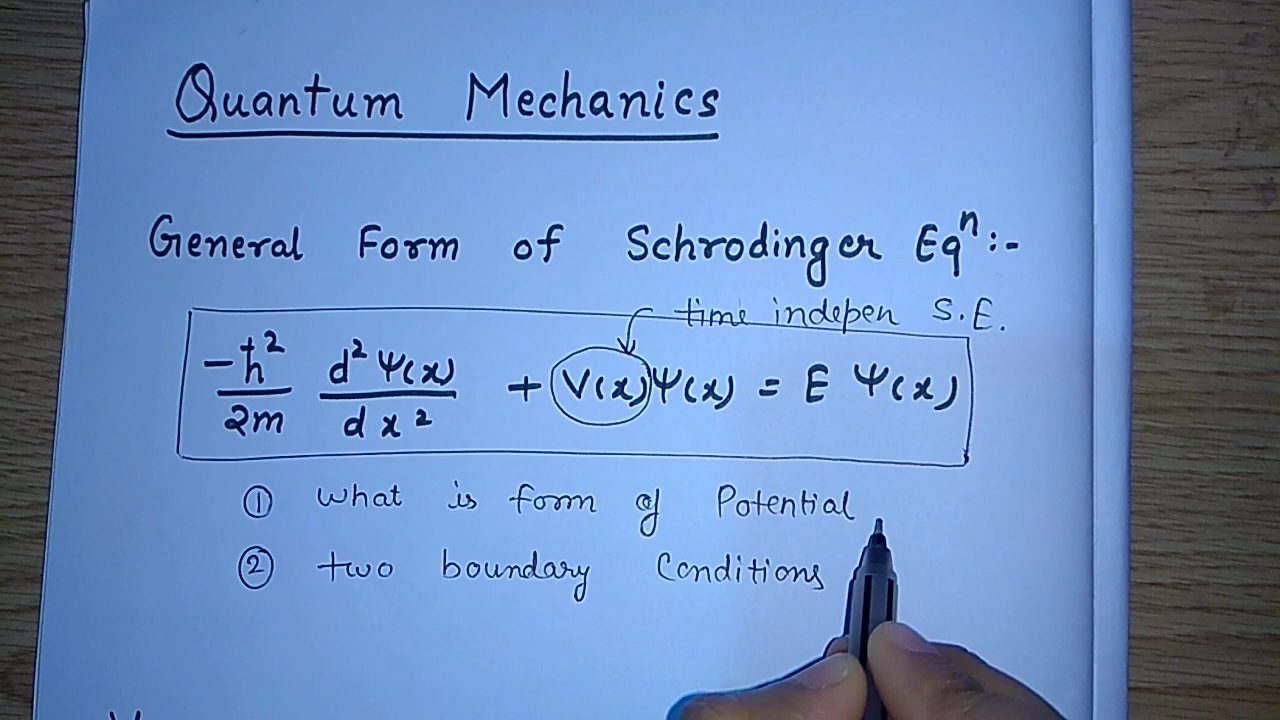 Quantum Mechanics
General Form of Schrodinger Eqⁿ:-
time indepen S.E.
-ħ²/2m d²Ψ(x)/dx² + V(x)Ψ(x) = E Ψ(x)
① What is form of Potential
② two boundary Conditions